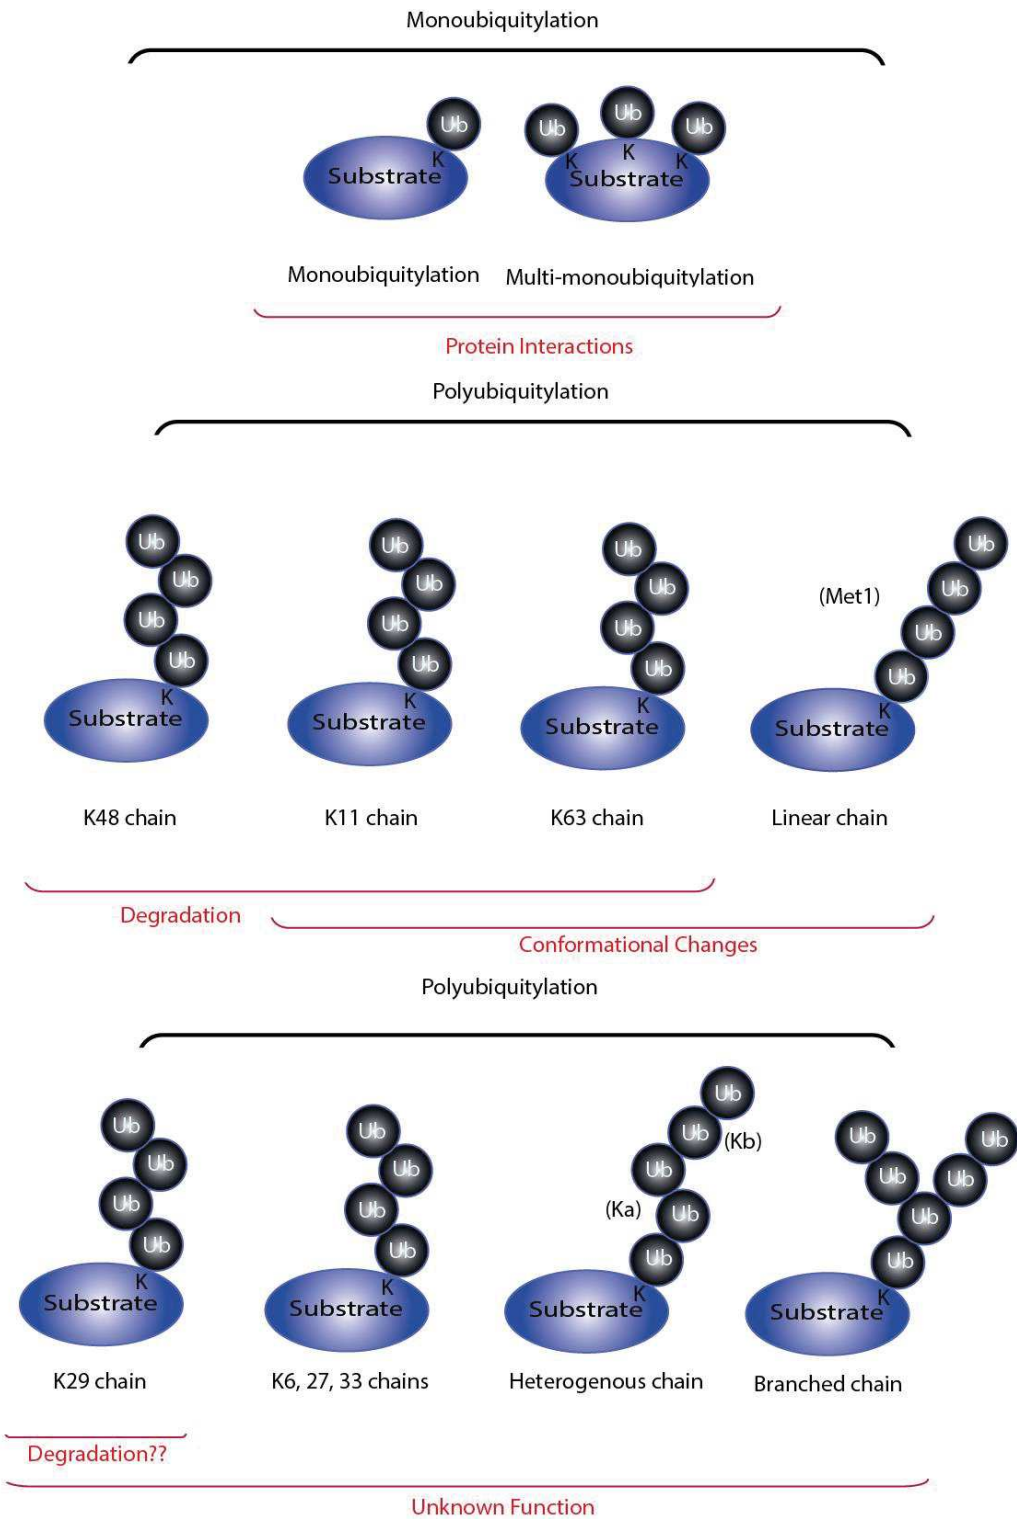 Monoubiquitylation
Ub Ub Ub Ub
K K K K
Substrate Substrate
Monoubiquitylation Multi-monoubiquitylation
Protein Interactions
Polyubiquitylation
Ub Ub Ub Ub
Ub Ub Ub (Met1) Ub
Ub Ub Ub Ub
Ub Ub Ub Ub
K K K K
Substrate Substrate Substrate Substrate
K48 chain K11 chain K63 chain Linear chain
Degradation
Conformational Changes
Polyubiquitylation
Ub
Ub Ub Ub (Kb) Ub Ub
Ub Ub Ub Ub Ub
Ub Ub (Ka) Ub Ub
Ub Ub Ub Ub
K K K K
Substrate Substrate Substrate Substrate
K29 chain K6, 27, 33 chains Heterogenous chain Branched chain
Degradation??
Unknown Function